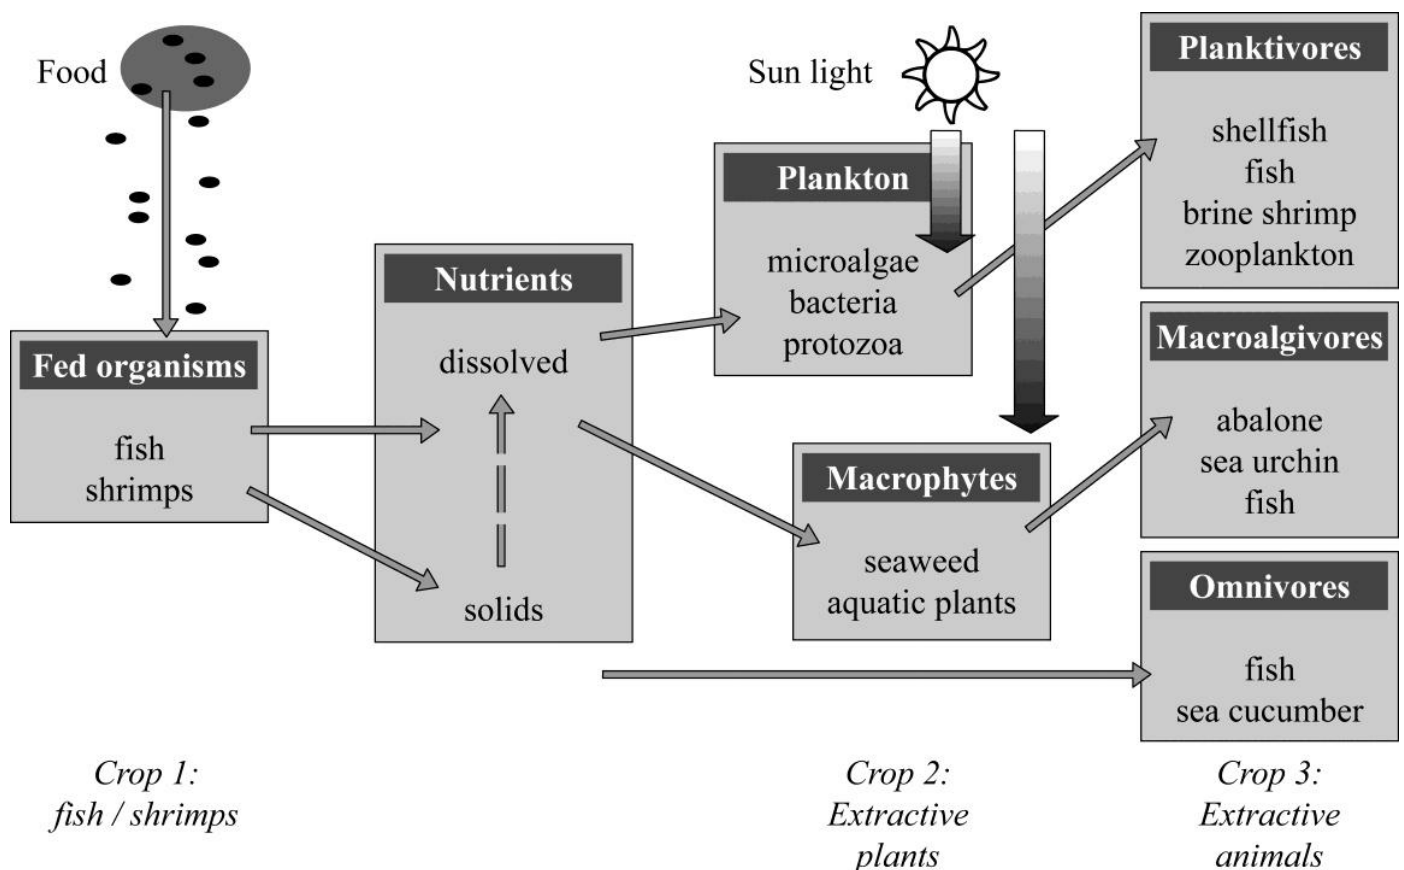 Food
Fed organisms
fish
shrimps
Nutrients
dissolved
solids
Sun light
Plankton
microalgae
bacteria
protozoa
Macrophytes
seaweed
aquatic plants
Planktivores
shellfish
fish
brine shrimp
zooplankton
Macroalgivores
abalone
sea urchin
fish
Omnivores
fish
sea cucumber
Crop 1:
fish / shrimps
Crop 2:
Extractive
plants
Crop 3:
Extractive
animals